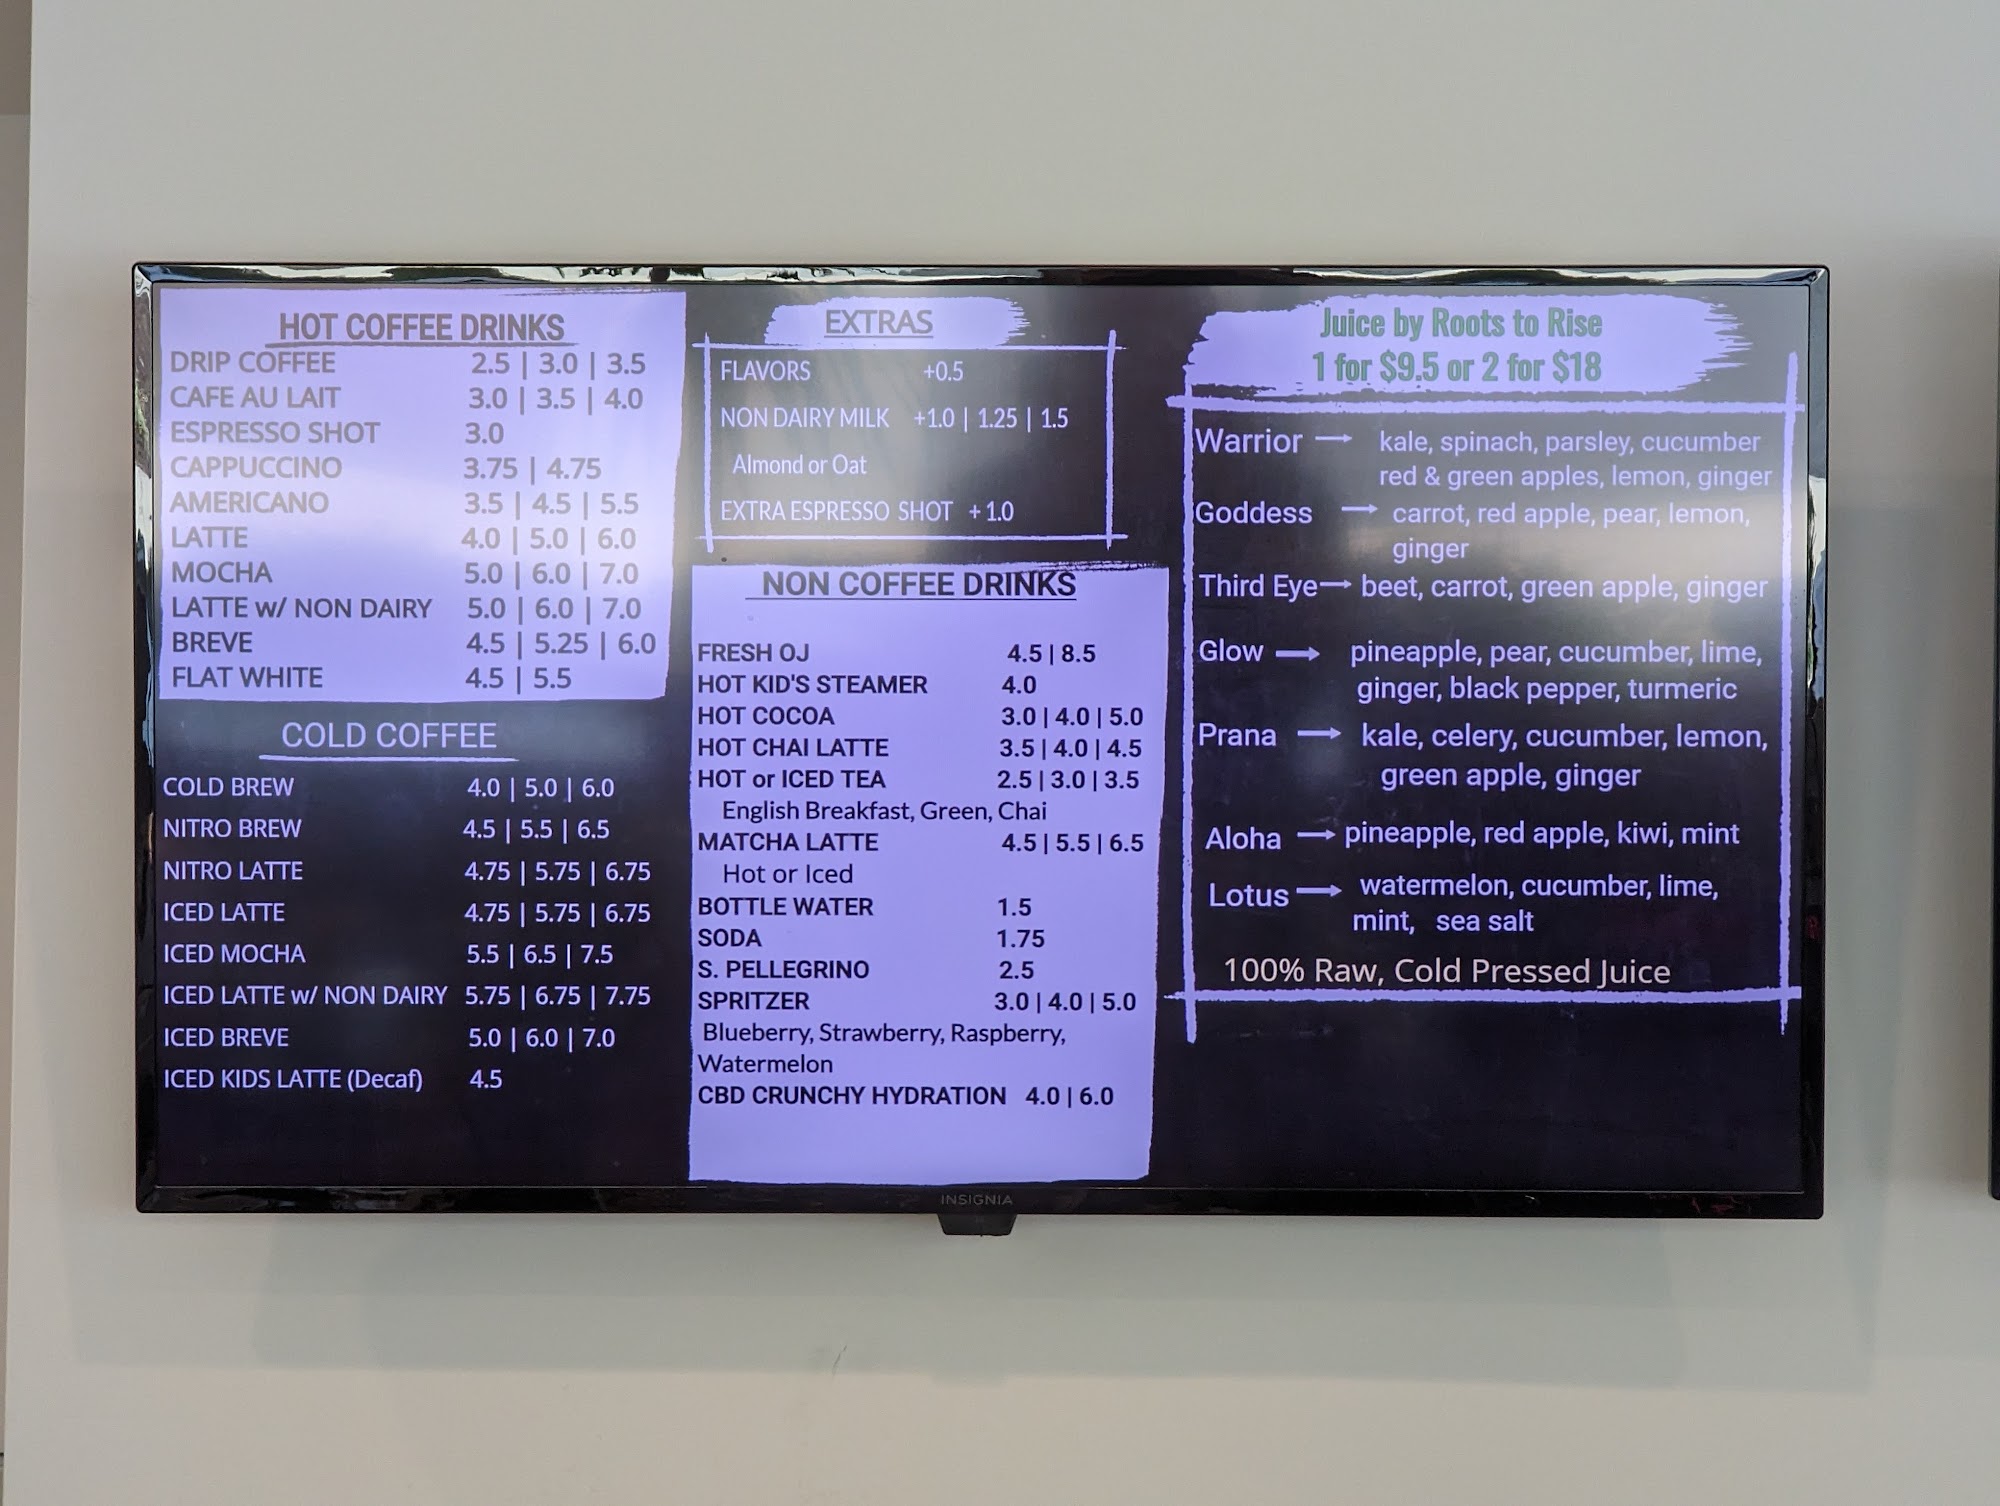 HOT COFFEE DRINKS
DRIP COFFEE 2.5 | 3.0 | 3.5
CAFE AU LAIT 3.0 | 3.5 | 4.0
ESPRESSO SHOT 3.0
CAPPUCCINO 3.75 | 4.75
AMERICANO 3.5 | 4.5 | 5.5
LATTE 4.0 | 5.0 | 6.0
MOCHA 5.0 | 6.0 | 7.0
LATTE w/ NON DAIRY 5.0 | 6.0 | 7.0
BREVE 4.5 | 5.25 | 6.0
FLAT WHITE 4.5 | 5.5
COLD COFFEE
COLD BREW 4.0 | 5.0 | 6.0
NITRO BREW 4.5 | 5.5 | 6.5
NITRO LATTE 4.75 | 5.75 | 6.75
ICED LATTE 4.75 | 5.75 | 6.75
ICED MOCHA 5.5 | 6.5 | 7.5
ICED LATTE w/ NON DAIRY 5.75 | 6.75 | 7.75
ICED BREVE 5.0 | 6.0 | 7.0
ICED KIDS LATTE (Decaf) 4.5
EXTRAS
FLAVORS +0.5
NON DAIRY MILK +1.0 | 1.25 | 1.5
Almond or Oat
EXTRA ESPRESSO SHOT + 1.0
NON COFFEE DRINKS
FRESH OJ 4.5 | 8.5
HOT KID'S STEAMER 4.0
HOT COCOA 3.0 | 4.0 | 5.0
HOT CHAI LATTE 3.5 | 4.0 | 4.5
HOT or ICED TEA 2.5 | 3.0 | 3.5
English Breakfast, Green, Chai
MATCHA LATTE 4.5 | 5.5 | 6.5
Hot or Iced
BOTTLE WATER 1.5
SODA 1.75
S. PELLEGRINO 2.5
SPRITZER 3.0 | 4.0 | 5.0
Blueberry, Strawberry, Raspberry,
Watermelon
CBD CRUNCHY HYDRATION 4.0 | 6.0
Juice by Roots to Rise
1 for $9.5 or 2 for $18
Warrior → kale, spinach, parsley, cucumber
red & green apples, lemon, ginger
Goddess → carrot, red apple, pear, lemon,
ginger
Third Eye → beet, carrot, green apple, ginger
Glow → pineapple, pear, cucumber, lime,
ginger, black pepper, turmeric
Prana → kale, celery, cucumber, lemon,
green apple, ginger
Aloha → pineapple, red apple, kiwi, mint
Lotus → watermelon, cucumber, lime,
mint, sea salt
100% Raw, Cold Pressed Juice
INSIGNIA